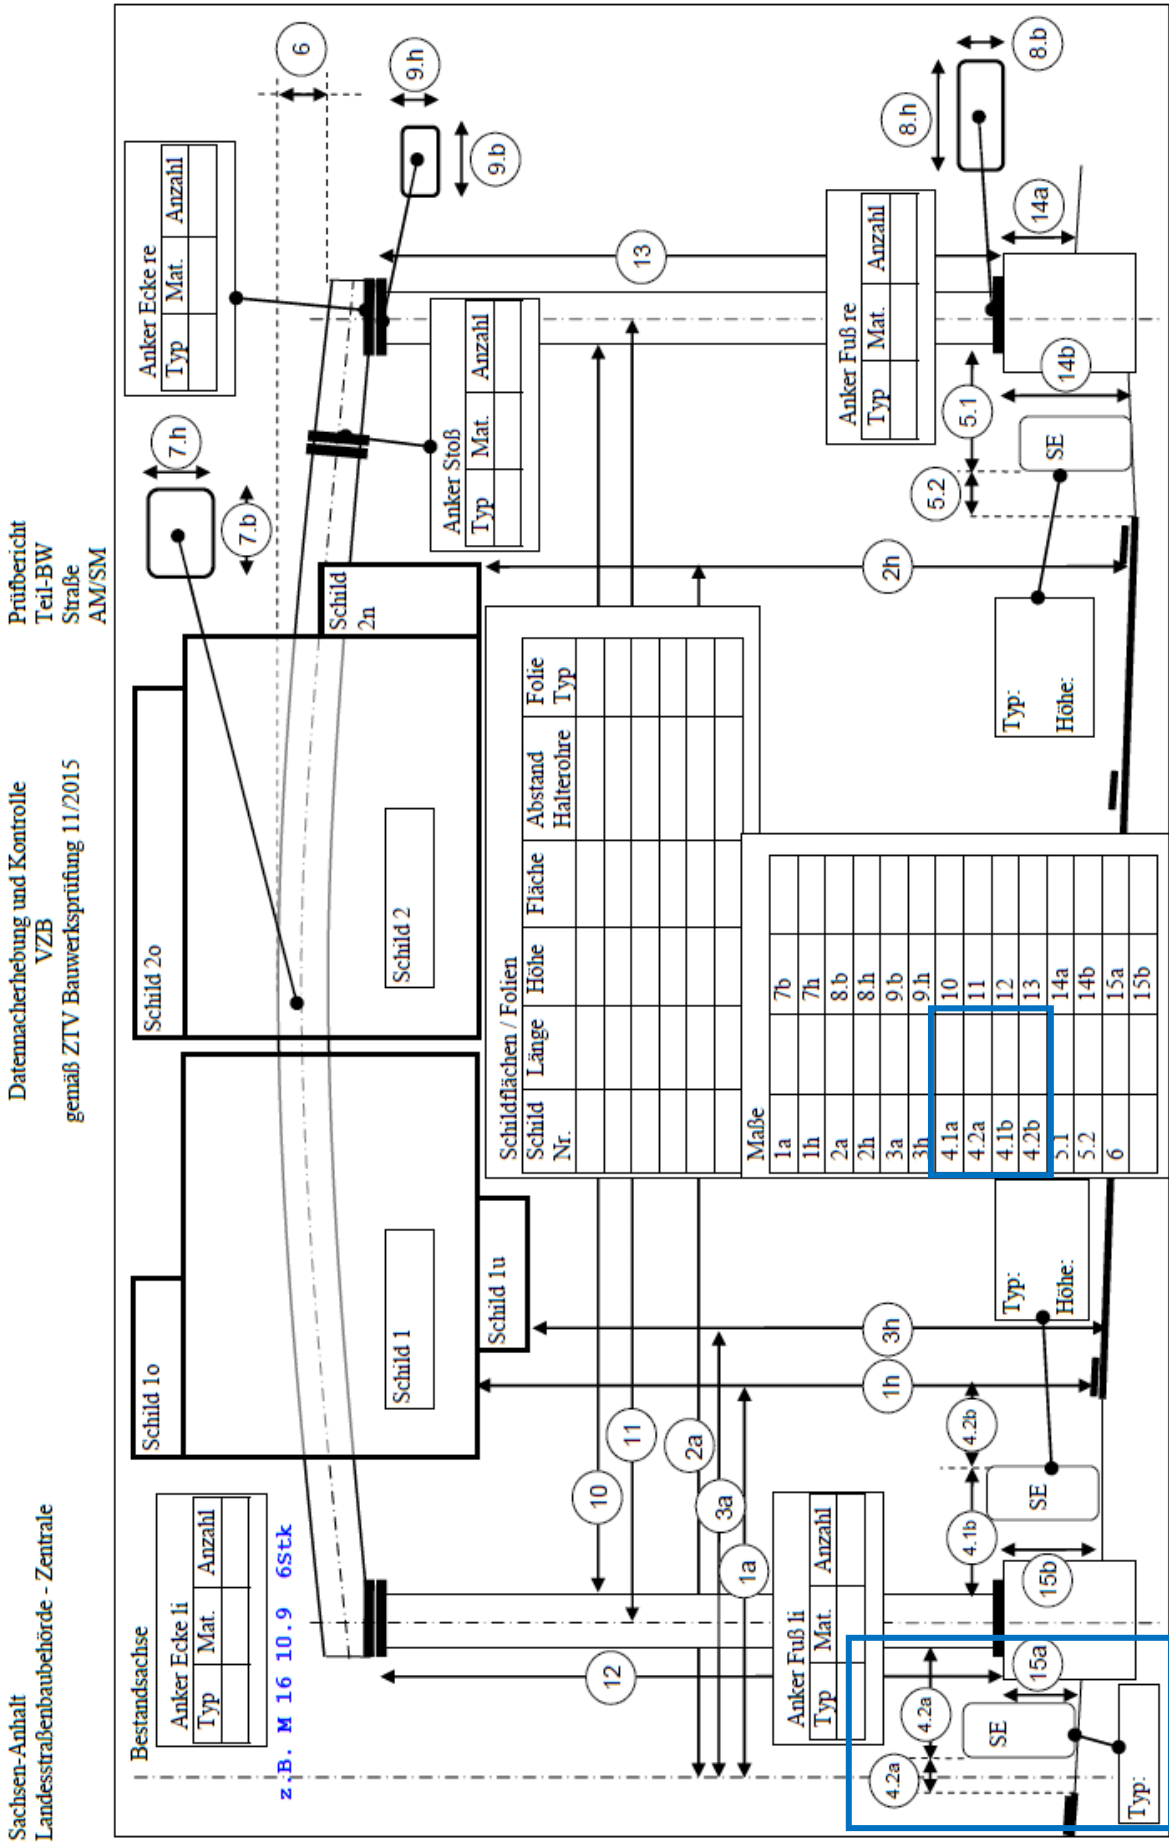 Sachsen-Anhalt
Landesstraßenbaubehörde - Zentrale
Datennacherhebung und Kontrolle
VZB
gemäß ZTV Bauwerksprüfung 11/2015
Prüfbericht
Teil-BW
Straße
AM/SM
Bestandsachse
Anker Ecke li
Typ Mat. Anzahl
z.B. M 16 10.9 6Stk
Schild 1o
Schild 1
Schild 1u
Schild 2o
Schild 2
Schild
2n
7.h
7.b
Anker Ecke re
Typ Mat. Anzahl
6
9.h
9.b
Anker Stoß
Typ Mat. Anzahl
10
11
2a
3a
1a
12
13
1h
3h
2h
Schildflächen / Folien
Schild Länge Höhe Fläche Abstand Folie
Nr. Halterohre Typ
Maße
1a 7b
1h 7h
2a 8.b
2h 8.h
3a 9.b
3h 9.h
4.1a 10
4.2a 11
4.1b 12
4.2b 13
5.1 14a
5.2 14b
6 15a
15b
Anker Fuß li
Typ Mat. Anzahl
Anker Fuß re
Typ Mat. Anzahl
8.h
8.b
4.2a
4.2a
15a
15b
4.1b
4.2b
SE
SE
Typ:
Typ:
Höhe:
Typ:
Höhe:
5.2
5.1
SE
14b
14a